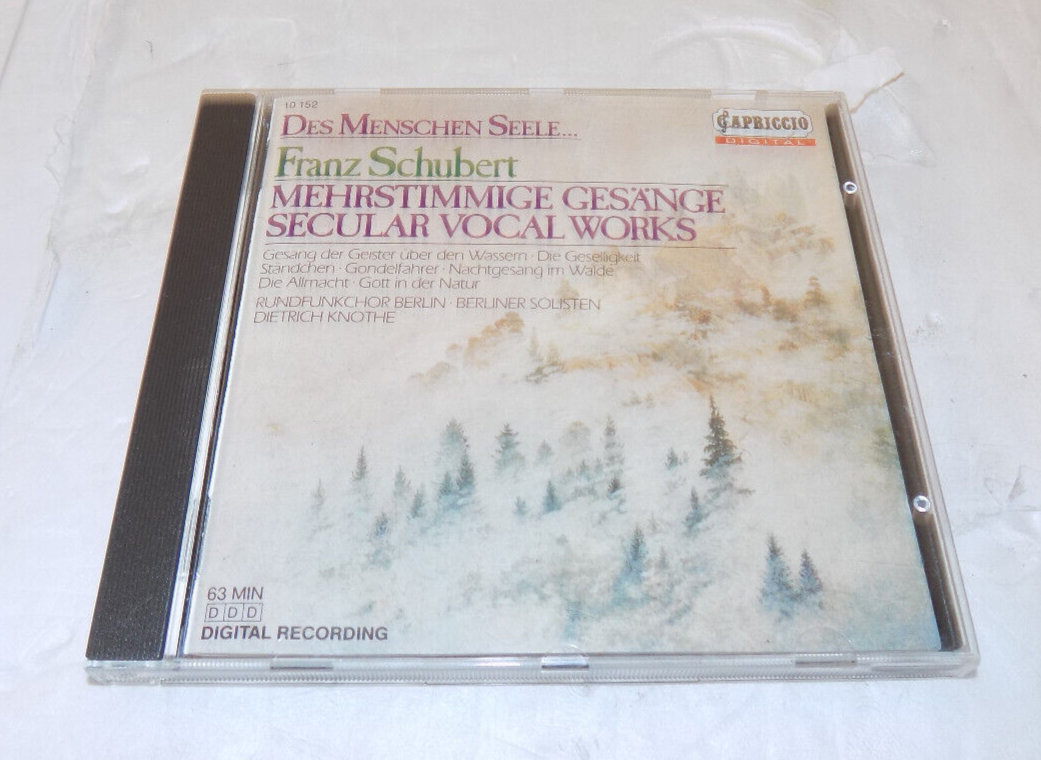 10 152
DES MENSCHEN SEELE...
CAPRICCIO
DIGITAL
Franz Schubert
MEHRSTIMMIGE GESÄNGE
SECULAR VOCAL WORKS
Gesang der Geister über den Wassern · Die Geselligkeit
Ständchen · Gondelfahrer · Nachtgesang im Walde
Die Allmacht · Gott in der Natur
RUNDFUNKCHOR BERLIN · BERLINER SOLISTEN
DIETRICH KNOTHE
63 MIN
DDD
DIGITAL RECORDING